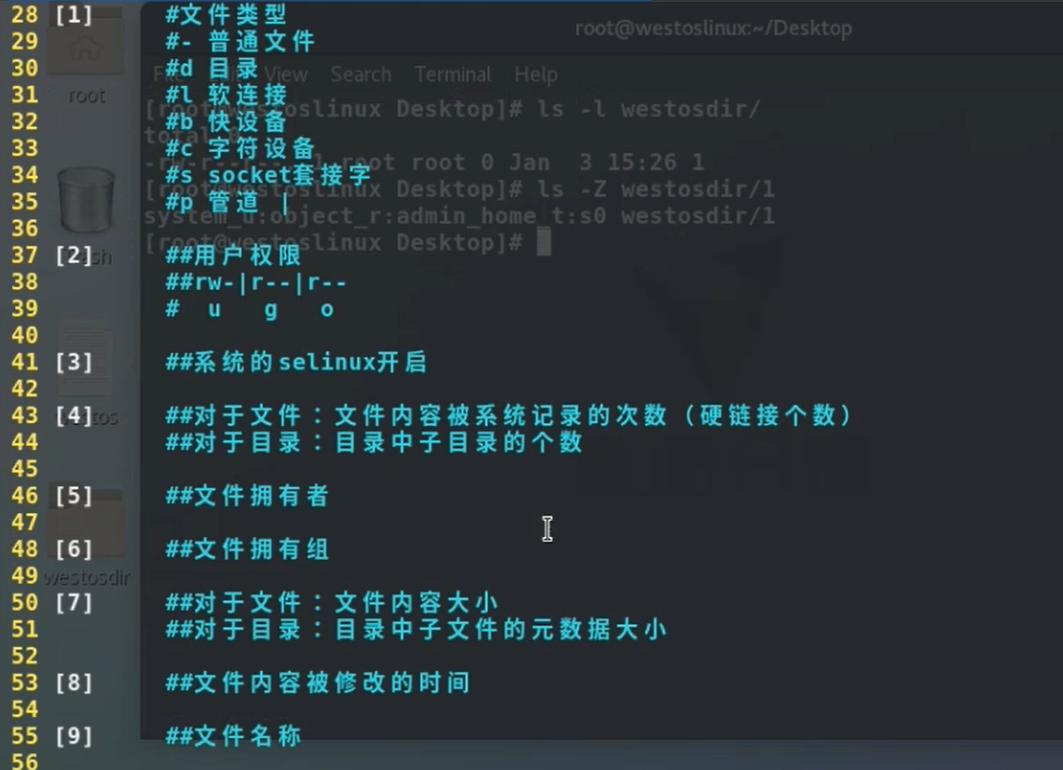 28 [1] #文件类型
29 #- 普通文件
30 #d 目录
31 #l 软连接
32 #b 快设备
33 #c 字符设备
34 #s socket套接字
35 #p 管道 |
36
37 [2] ##用户权限
38 ##rw-|r--|r--
39 # u g o
40
41 [3] ##系统的selinux开启
42
43 [4] ##对于文件：文件内容被系统记录的次数（硬链接个数）
44 ##对于目录：目录中子目录的个数
45
46 [5] ##文件拥有者
47
48 [6] ##文件拥有组
49
50 [7] ##对于文件：文件内容大小
51 ##对于目录：目录中子文件的元数据大小
52
53 [8] ##文件内容被修改的时间
54
55 [9] ##文件名称
56
root@westoslinux:~/Desktop
View Search Terminal Help
[root@westoslinux Desktop]# ls -l westosdir/
root root 0 Jan 3 15:26 1
[root@westoslinux Desktop]# ls -Z westosdir/1
system_u:object_r:admin_home_t:s0 westosdir/1
[root@westoslinux Desktop]#
root
westosdir